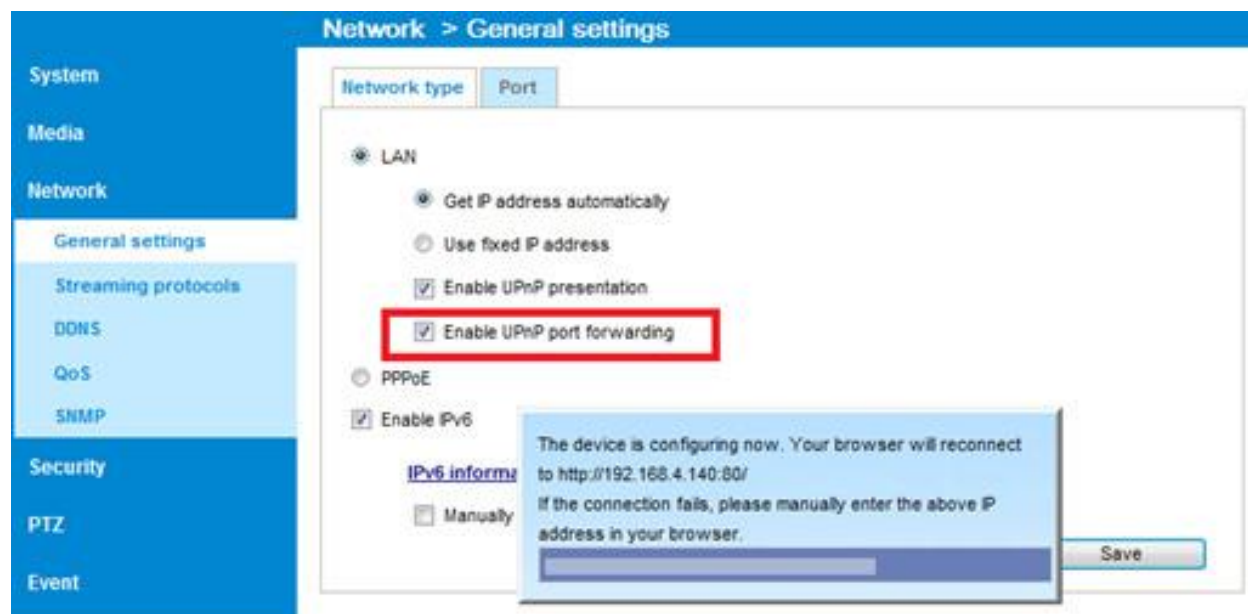 Network > General settings
System
Media
Network
General settings
Streaming protocols
DDNS
QoS
SNMP
Security
PTZ
Event
Network type
Port
LAN
Get IP address automatically
Use fixed IP address
Enable UPnP presentation
Enable UPnP port forwarding
PPPoE
Enable IPv6
IPv6 informa
Manually
The device is configuring now. Your browser will reconnect
to http://192.168.4.140:80/
If the connection fails, please manually enter the above IP
address in your browser.
Save